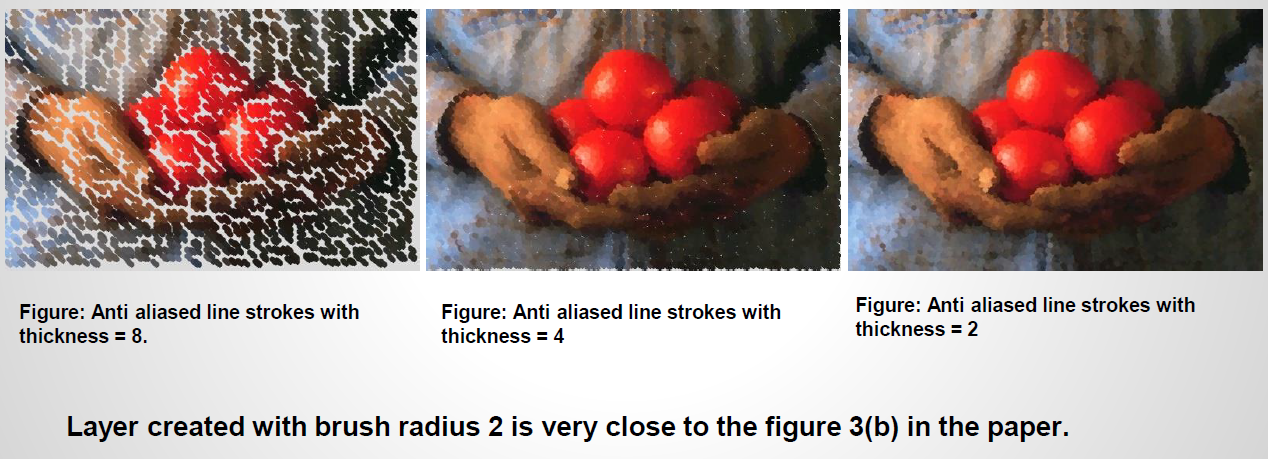 Figure: Anti aliased line strokes with
thickness = 8.
Figure: Anti aliased line strokes with
thickness = 4
Figure: Anti aliased line strokes with
thickness = 2
Layer created with brush radius 2 is very close to the figure 3(b) in the paper.